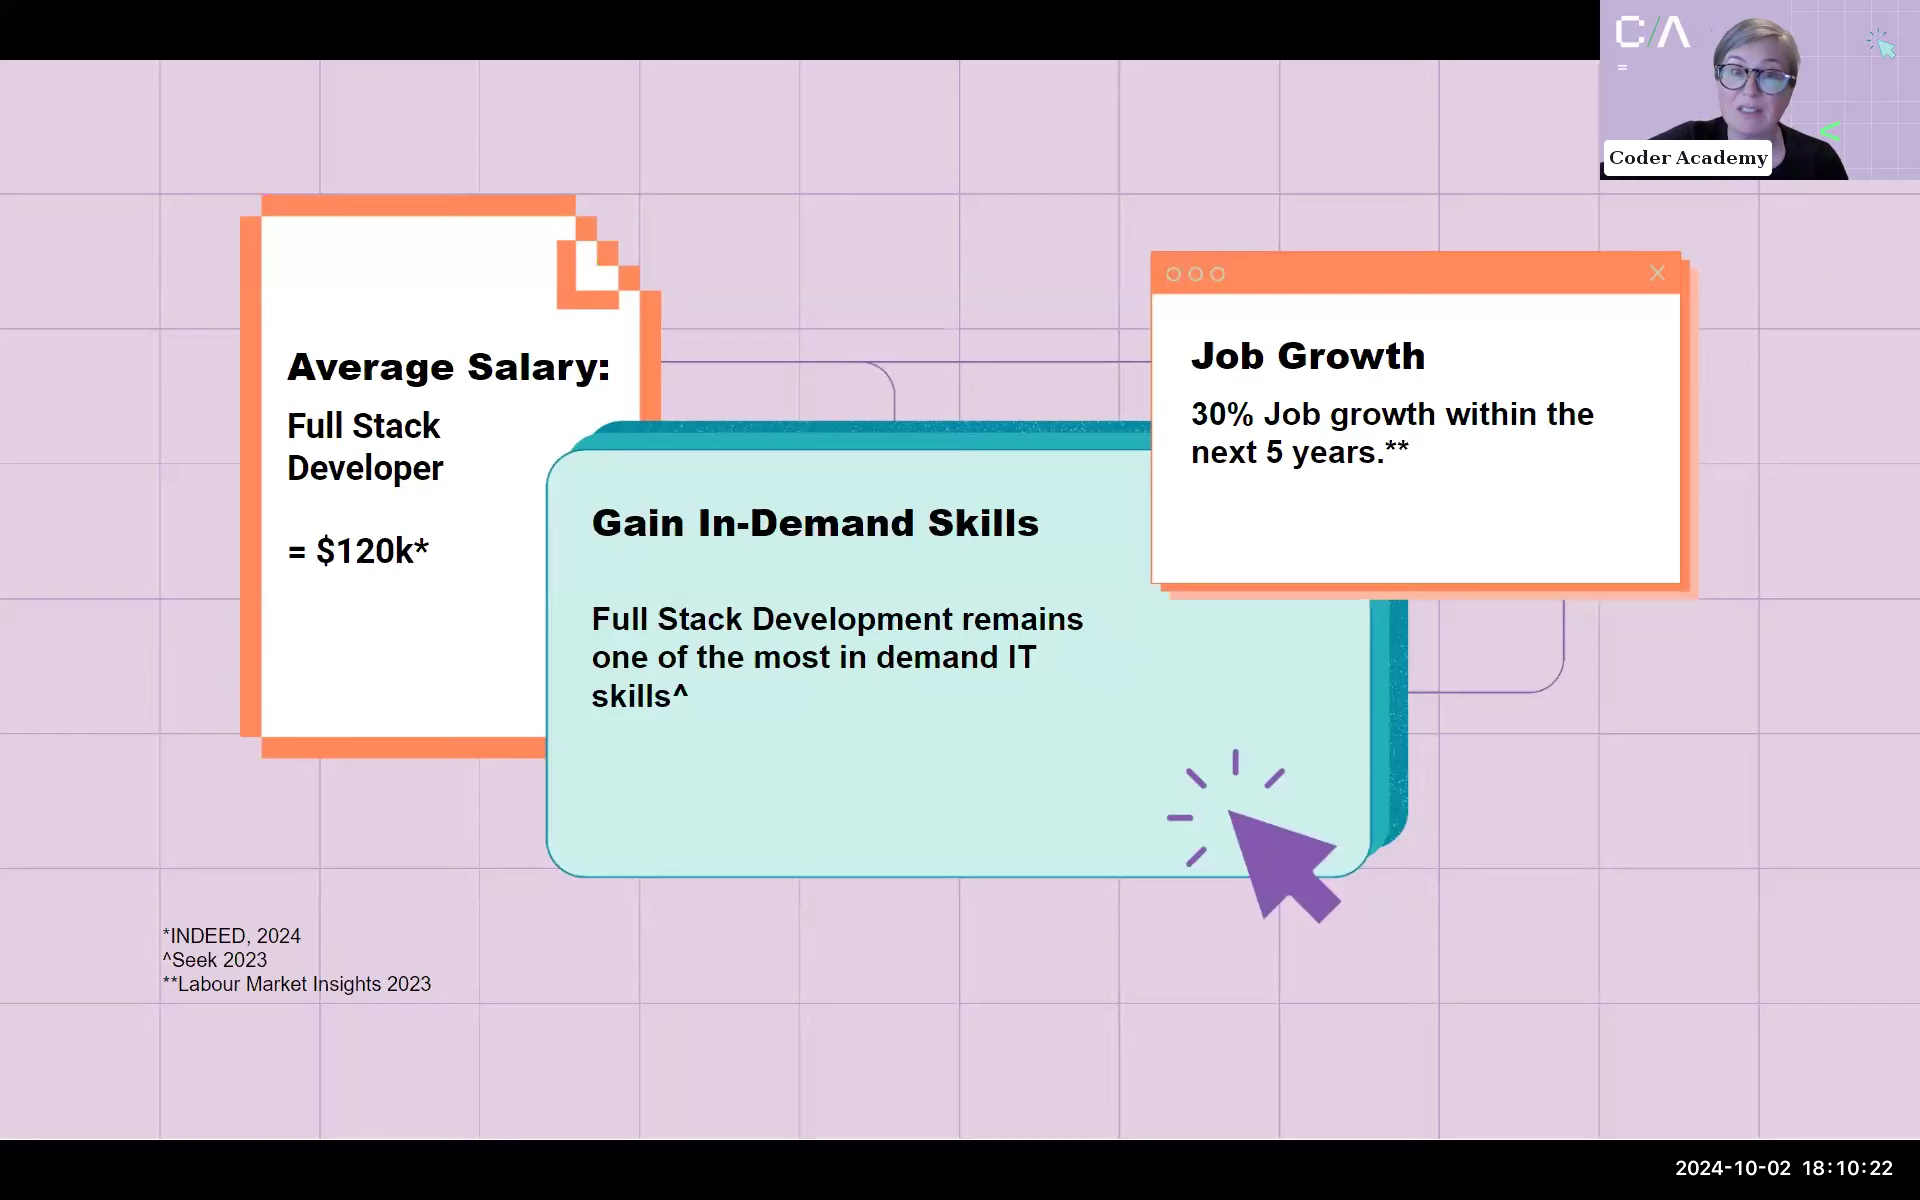 C/A
Coder Academy
Average Salary:
Full Stack
Developer
= $120k*
Gain In-Demand Skills
Full Stack Development remains
one of the most in demand IT
skills^
Job Growth
30% Job growth within the
next 5 years.**
*INDEED, 2024
^Seek 2023
**Labour Market Insights 2023
2024-10-02 18:10:22